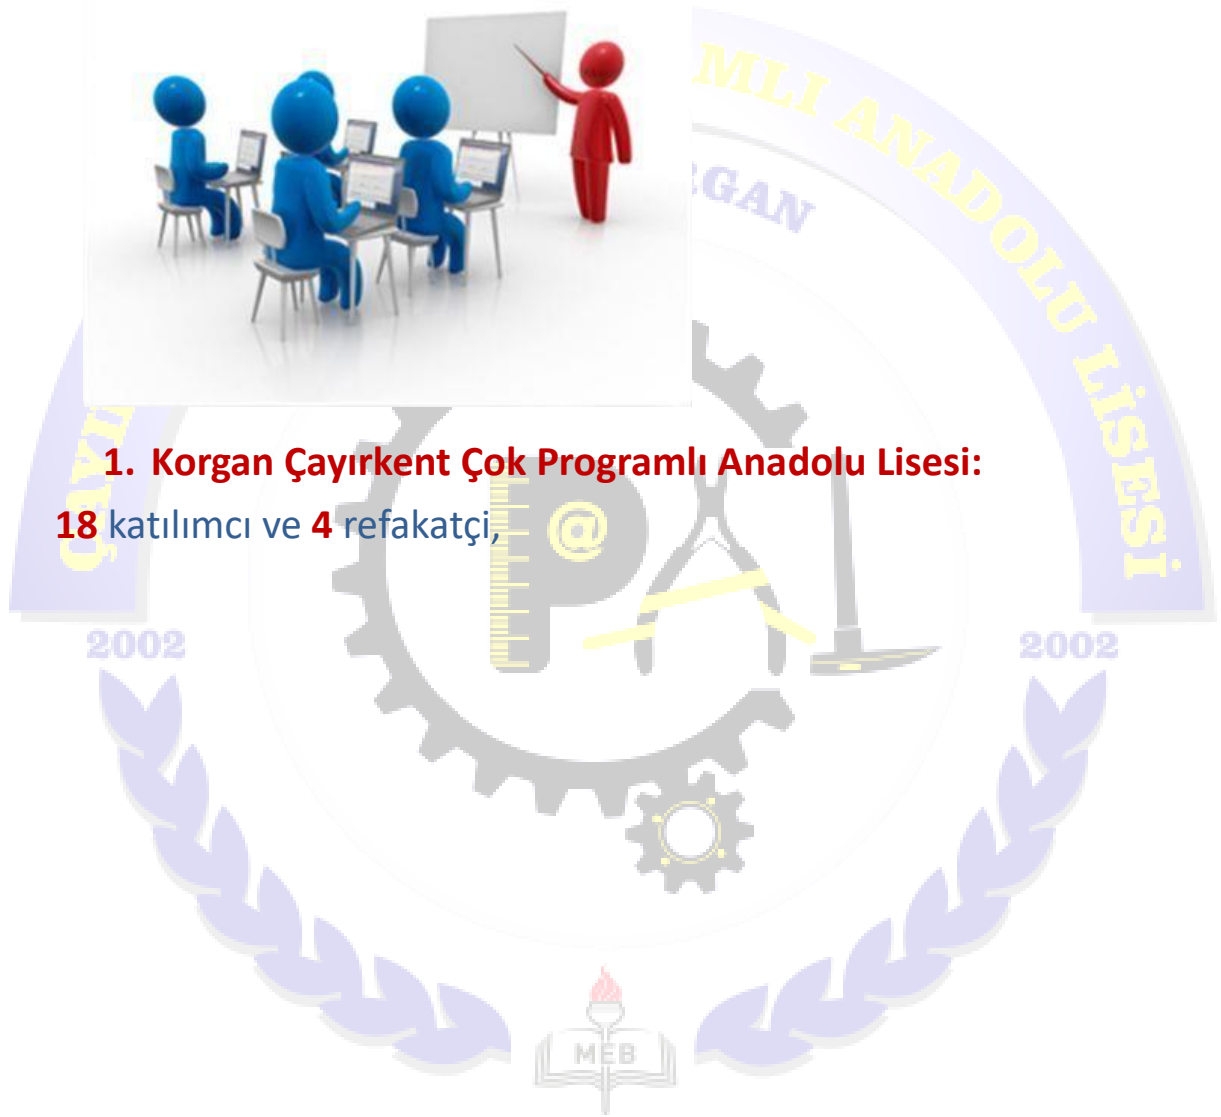 MLI ANADOLU LİSESİ
RGAN
1. Korgan Çayırkent Çok Programlı Anadolu Lisesi:
18 katılımcı ve 4 refakatçi,
@
2002
2002
MEB